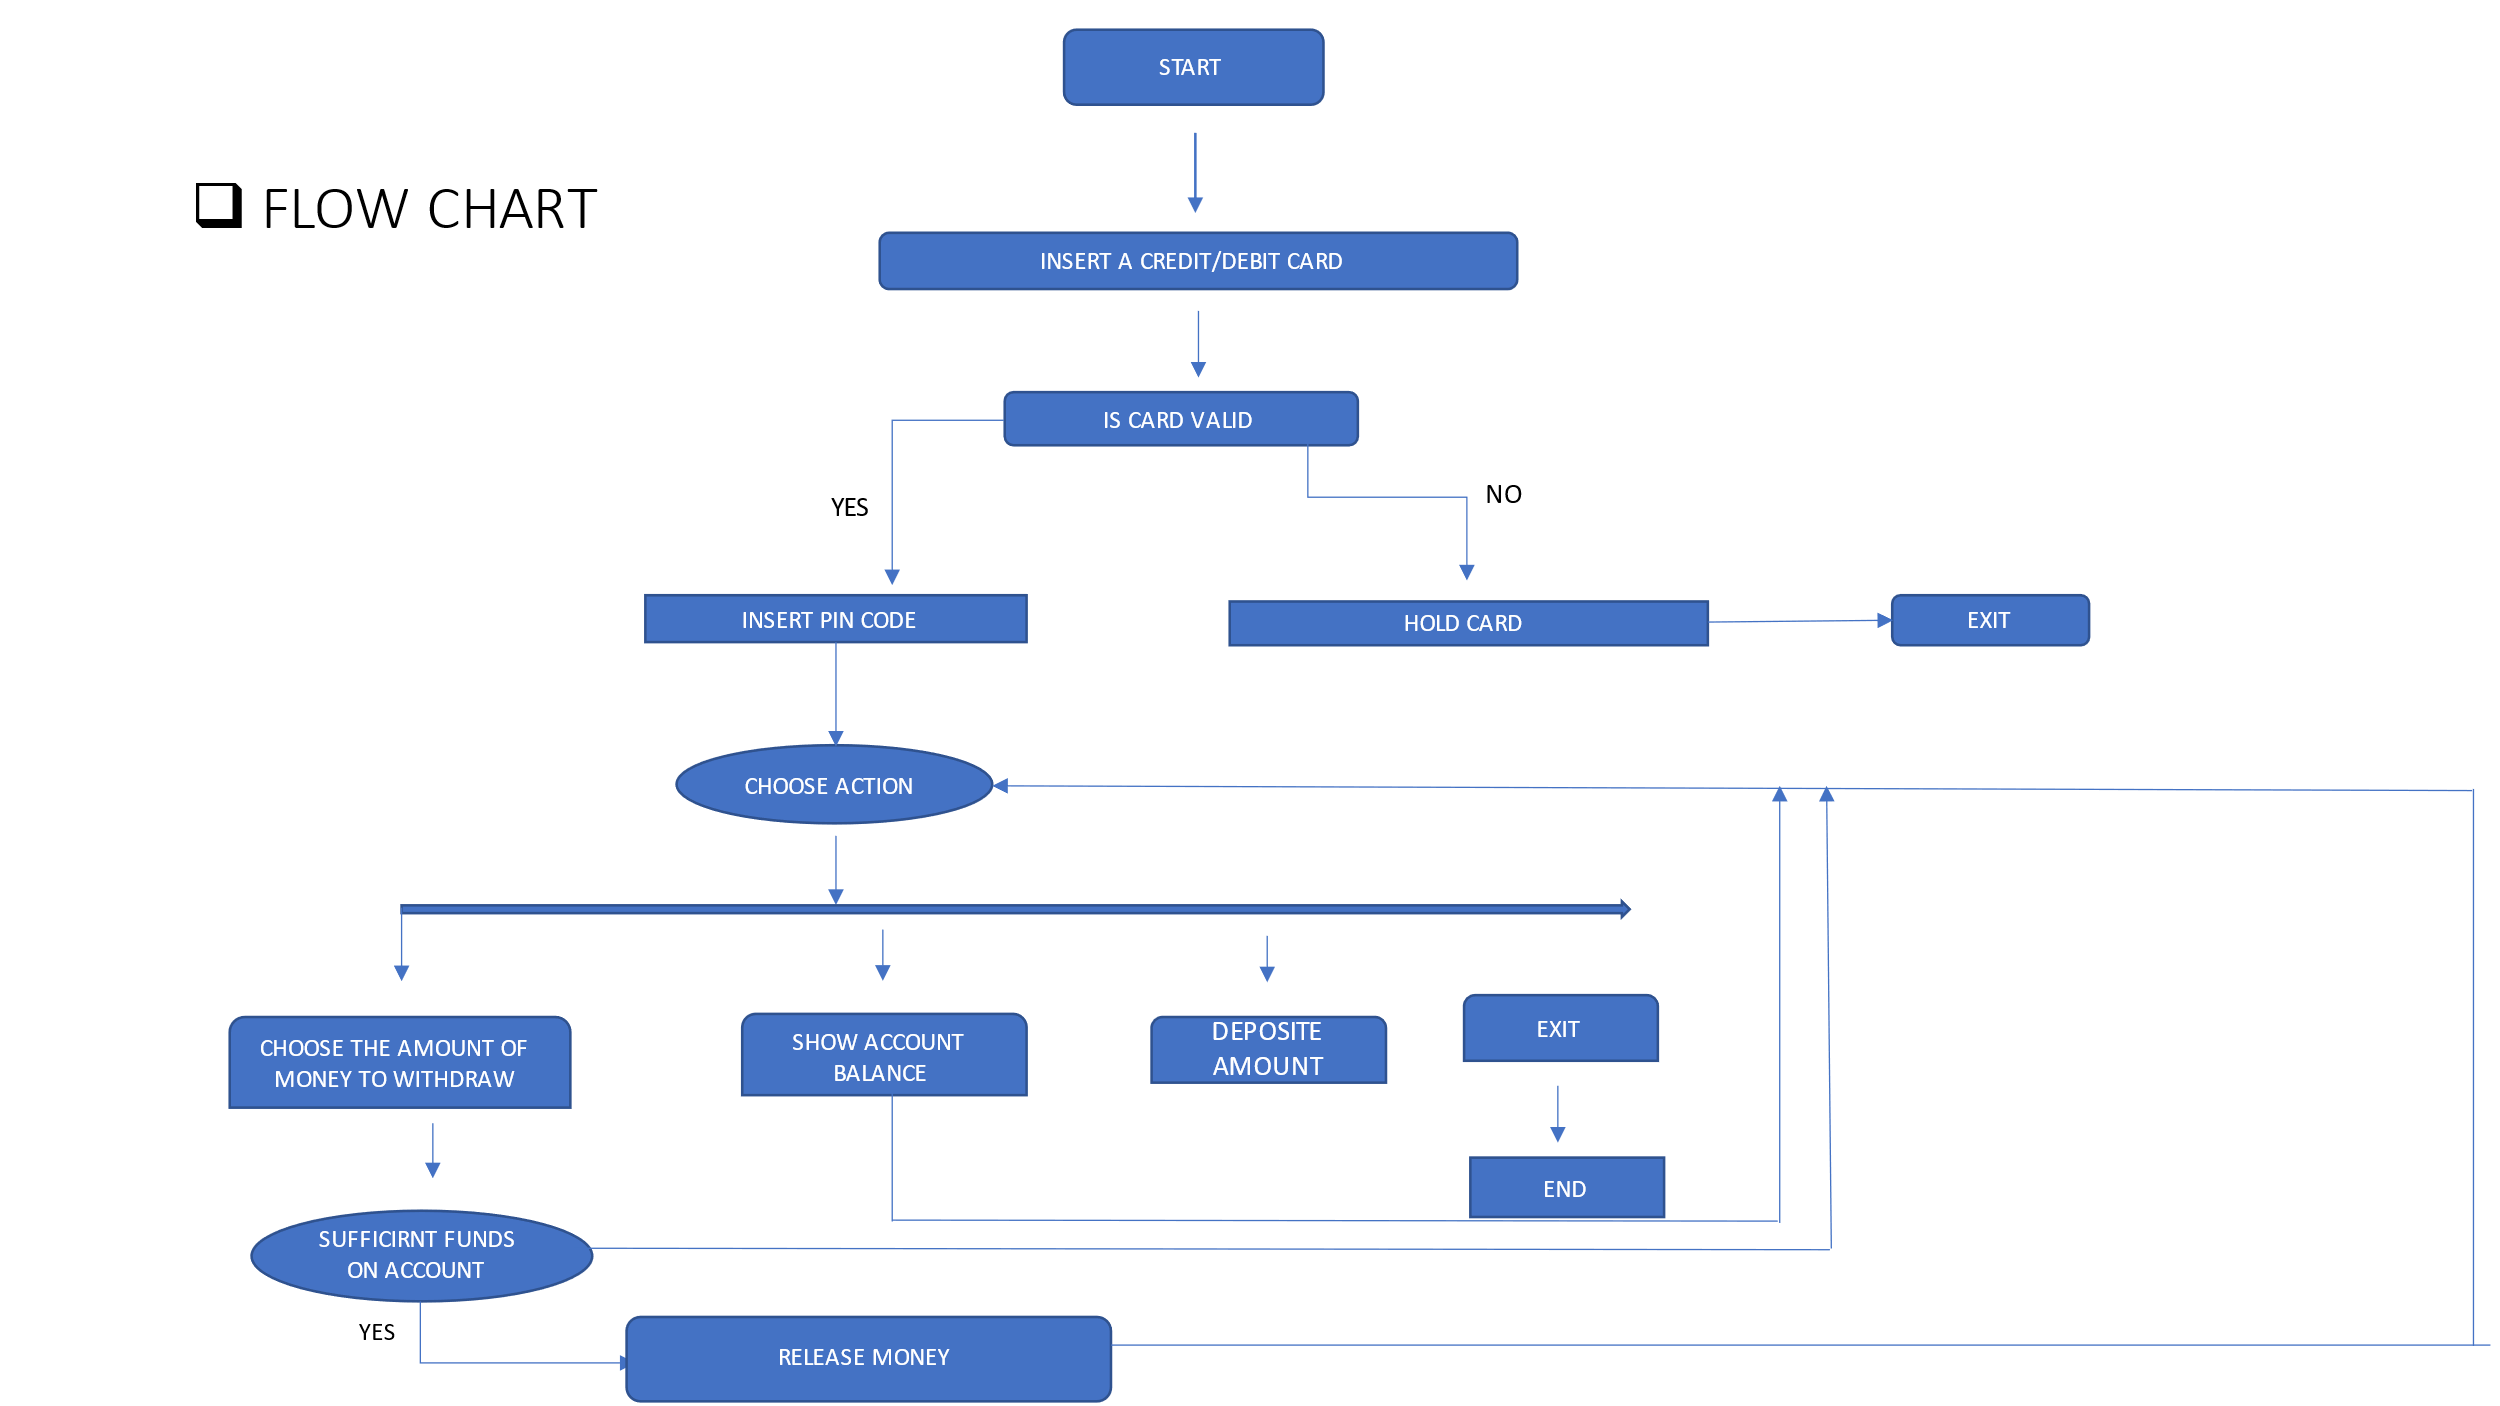 START
FLOW CHART
INSERT A CREDIT/DEBIT CARD
IS CARD VALID
YES
NO
INSERT PIN CODE
HOLD CARD
EXIT
CHOOSE ACTION
CHOOSE THE AMOUNT OF
MONEY TO WITHDRAW
SHOW ACCOUNT
BALANCE
DEPOSITE
AMOUNT
EXIT
END
SUFFICIRNT FUNDS
ON ACCOUNT
YES
RELEASE MONEY